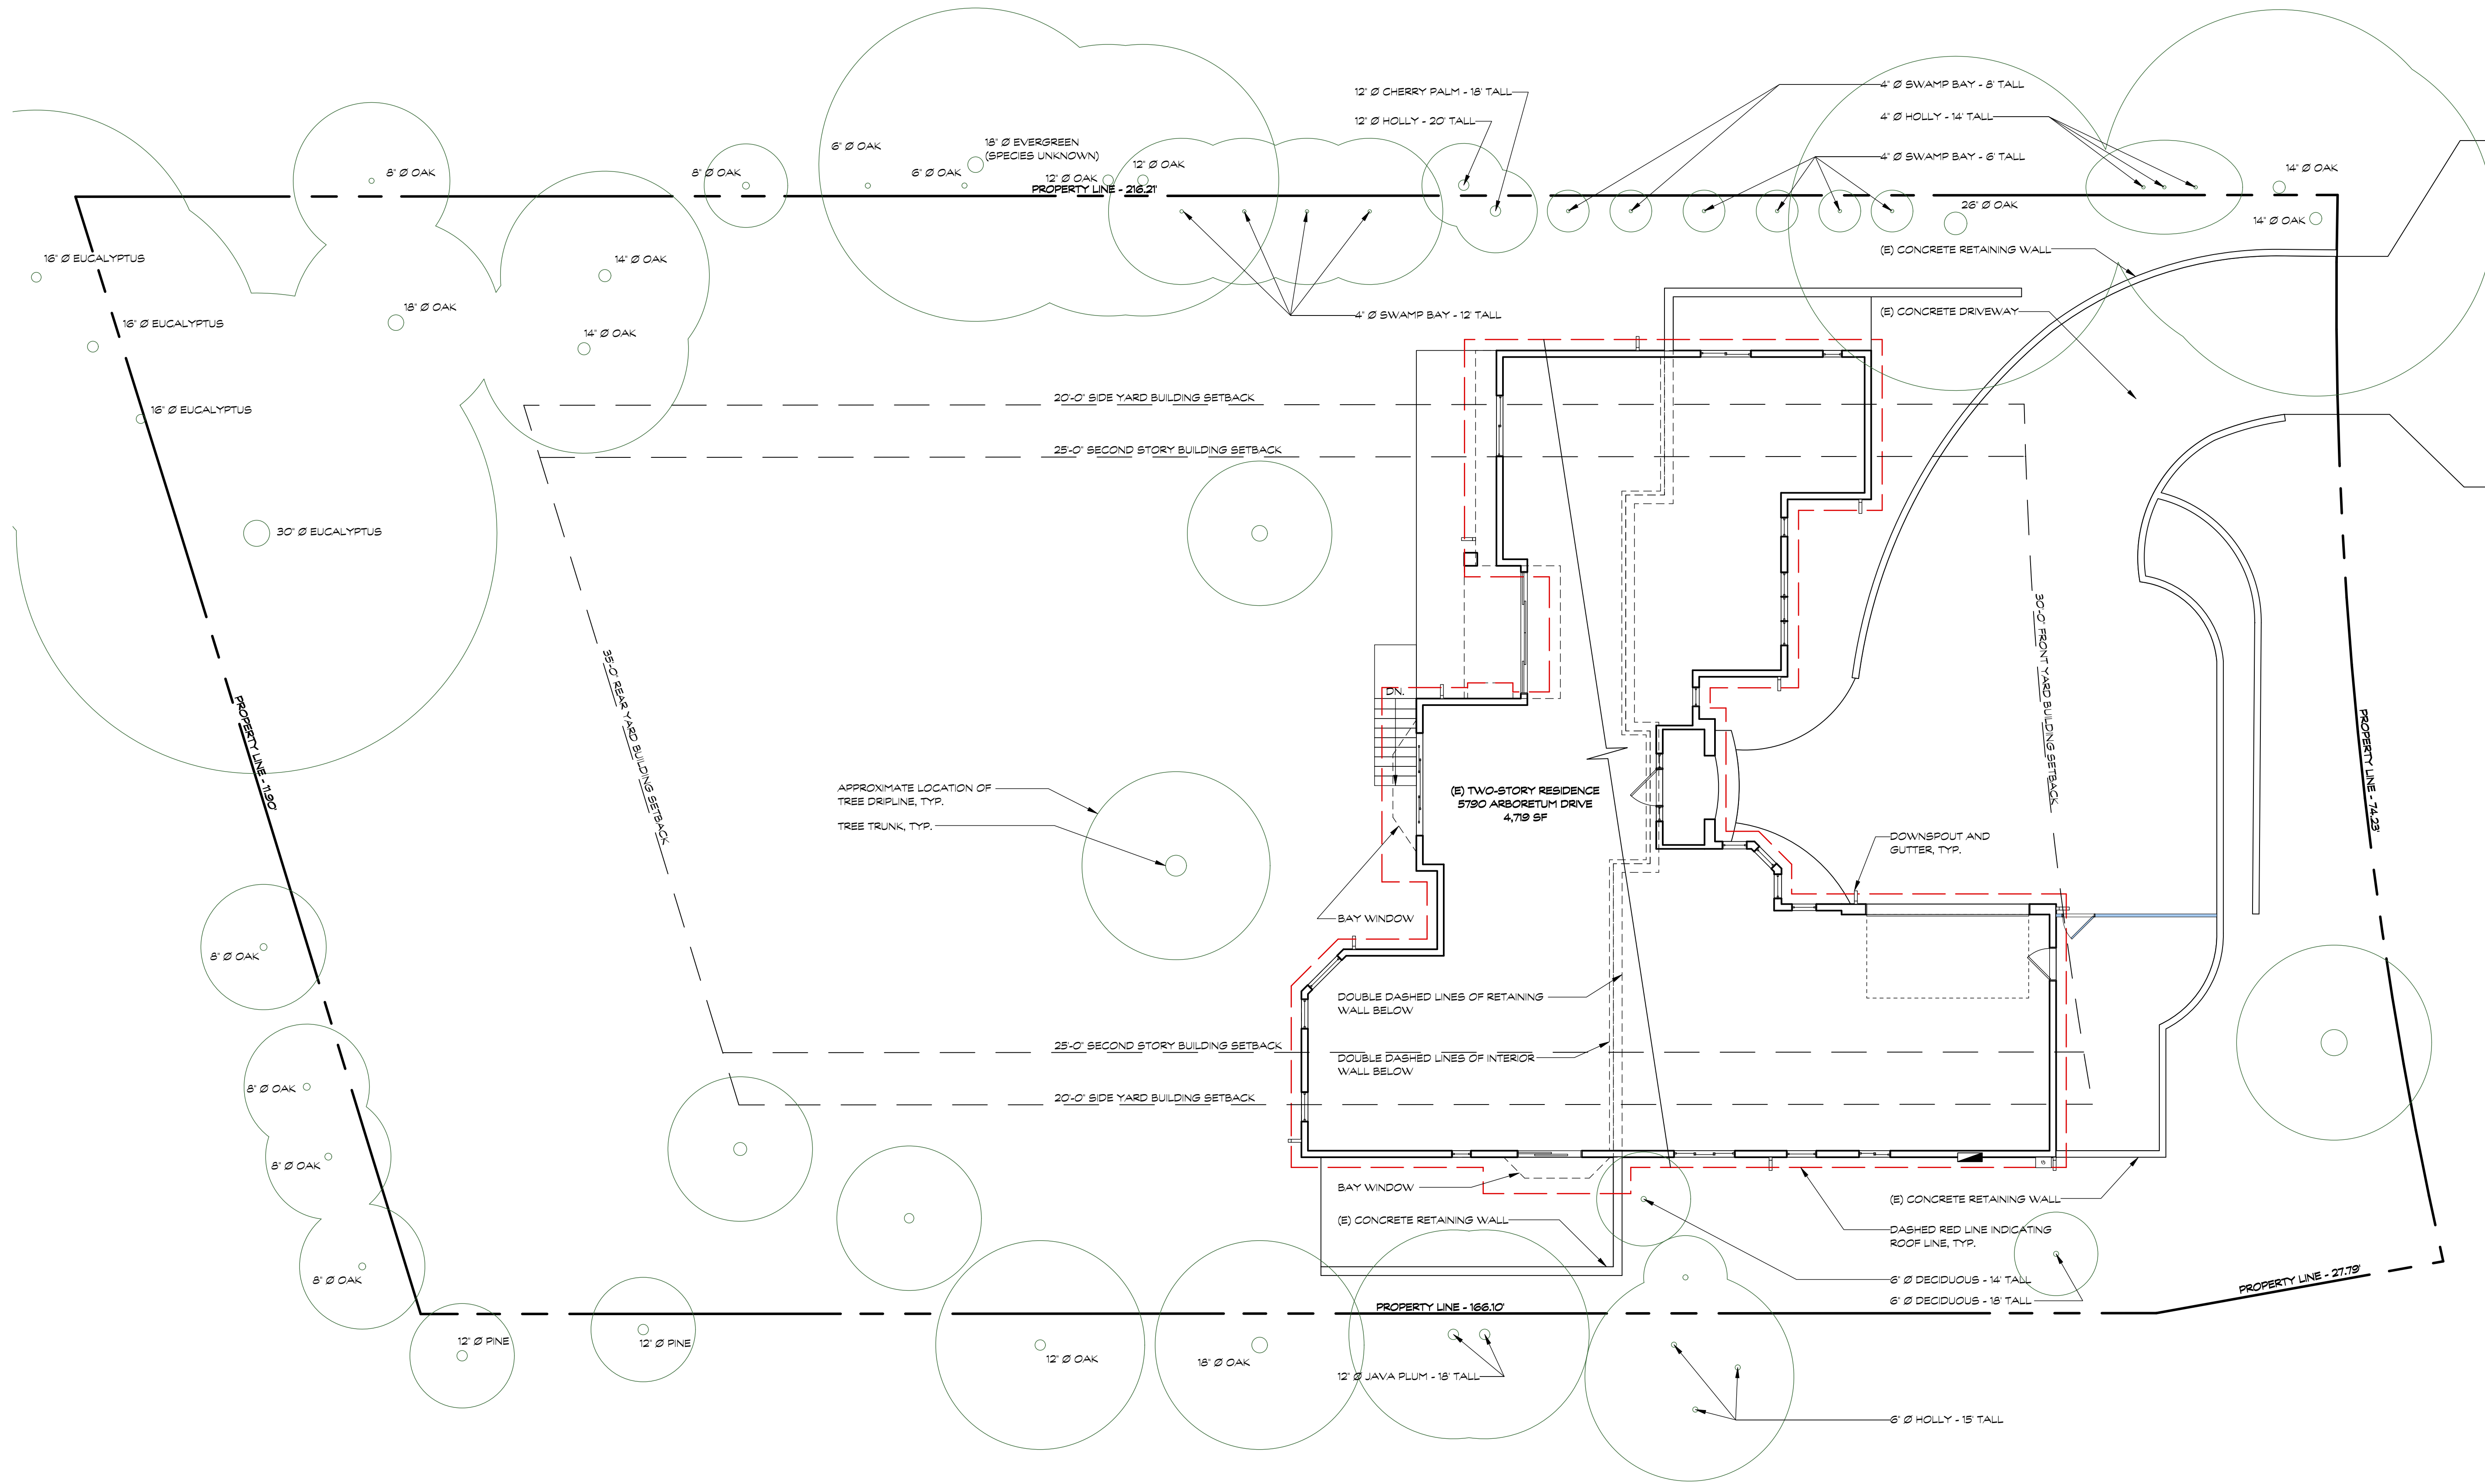 12" Ø CHERRY PALM - 18' TALL
4" Ø SWAMP BAY - 8' TALL
12" Ø HOLLY - 20' TALL
4" Ø HOLLY - 14' TALL
6" Ø OAK
18" Ø EVERGREEN
(SPECIES UNKNOWN)
4" Ø SWAMP BAY - 6' TALL
8" Ø OAK
8" Ø OAK
6" Ø OAK
12" Ø OAK
12" Ø OAK
14" Ø OAK
PROPERTY LINE - 216.21'
26" Ø OAK
14" Ø OAK
16" Ø EUCALYPTUS
14" Ø OAK
(E) CONCRETE RETAINING WALL
16" Ø EUCALYPTUS
18" Ø OAK
4" Ø SWAMP BAY - 12' TALL
(E) CONCRETE DRIVEWAY
14" Ø OAK
16" Ø EUCALYPTUS
20'-0" SIDE YARD BUILDING SETBACK
25'-0" SECOND STORY BUILDING SETBACK
30" Ø EUCALYPTUS
30'-0" FRONT YARD BUILDING SETBACK
35'-0" REAR YARD BUILDING SETBACK
DN.
PROPERTY LINE - 11.90'
PROPERTY LINE - 74.23'
APPROXIMATE LOCATION OF
TREE DRIPLINE, TYP.
TREE TRUNK, TYP.
(E) TWO-STORY RESIDENCE
5790 ARBORETUM DRIVE
4,719 SF
DOWNSPOUT AND
GUTTER, TYP.
BAY WINDOW
8" Ø OAK
DOUBLE DASHED LINES OF RETAINING
WALL BELOW
25'-0" SECOND STORY BUILDING SETBACK
DOUBLE DASHED LINES OF INTERIOR
WALL BELOW
8" Ø OAK
20'-0" SIDE YARD BUILDING SETBACK
8" Ø OAK
BAY WINDOW
(E) CONCRETE RETAINING WALL
(E) CONCRETE RETAINING WALL
DASHED RED LINE INDICATING
ROOF LINE, TYP.
8" Ø OAK
6" Ø DECIDUOUS - 14' TALL
PROPERTY LINE - 27.79'
6" Ø DECIDUOUS - 18' TALL
PROPERTY LINE - 166.10'
12" Ø PINE
12" Ø PINE
12" Ø OAK
18" Ø OAK
12" Ø JAVA PLUM - 18' TALL
6" Ø HOLLY - 15' TALL